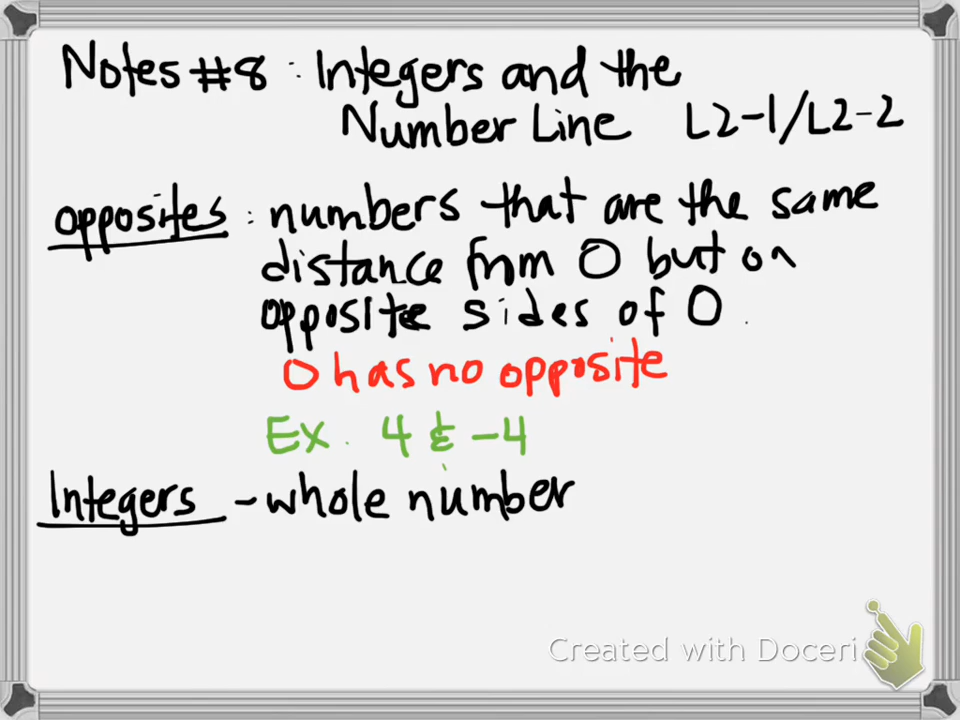 Notes #8 : Integers and the
Number Line L2-1/L2-2
opposites : numbers that are the same
distance from 0 but on
opposite sides of 0.
0 has no opposite
Ex. 4 & -4
Integers - whole number
Created with Doceri